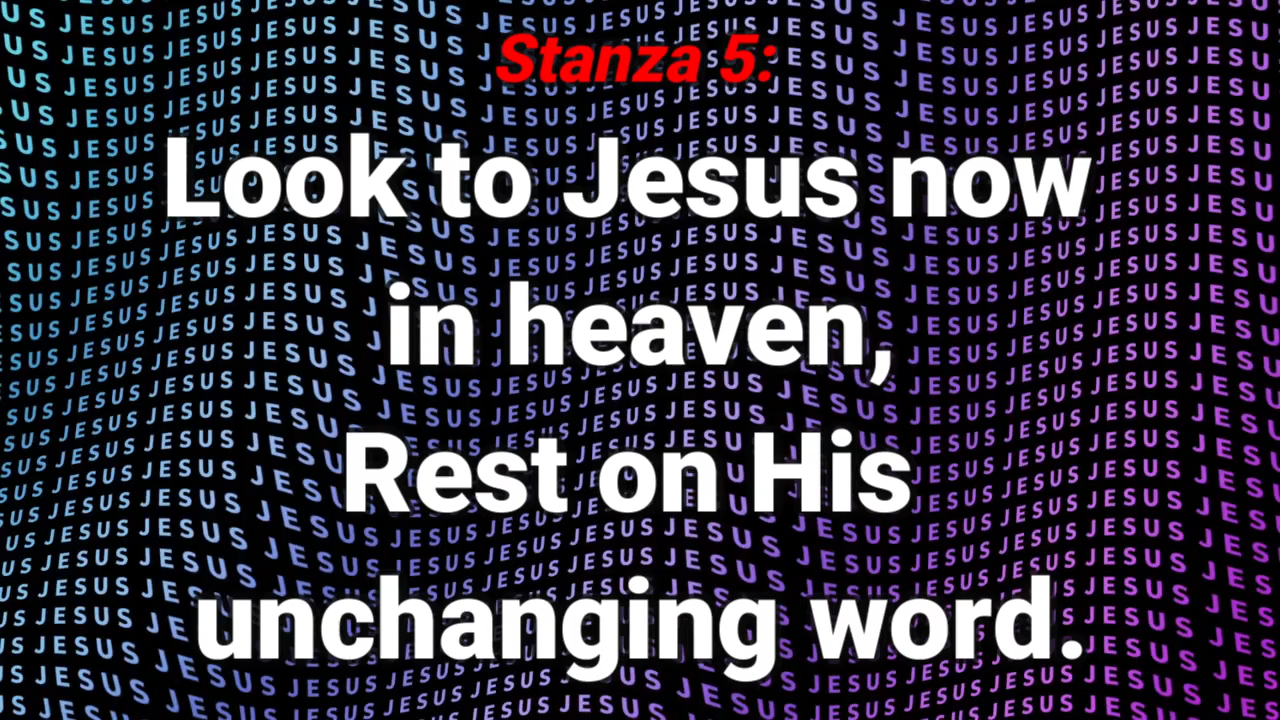 Stanza 5:
Look to Jesus now
in heaven,
Rest on His
unchanging word.